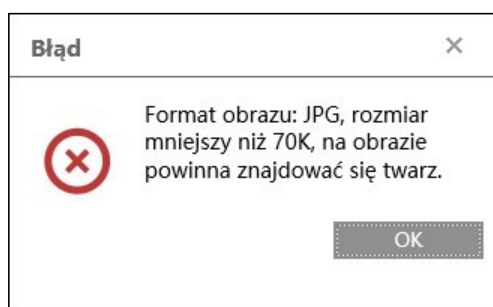 Błąd
Format obrazu: JPG, rozmiar
mniejszy niż 70K, na obrazie
powinna znajdować się twarz.
OK